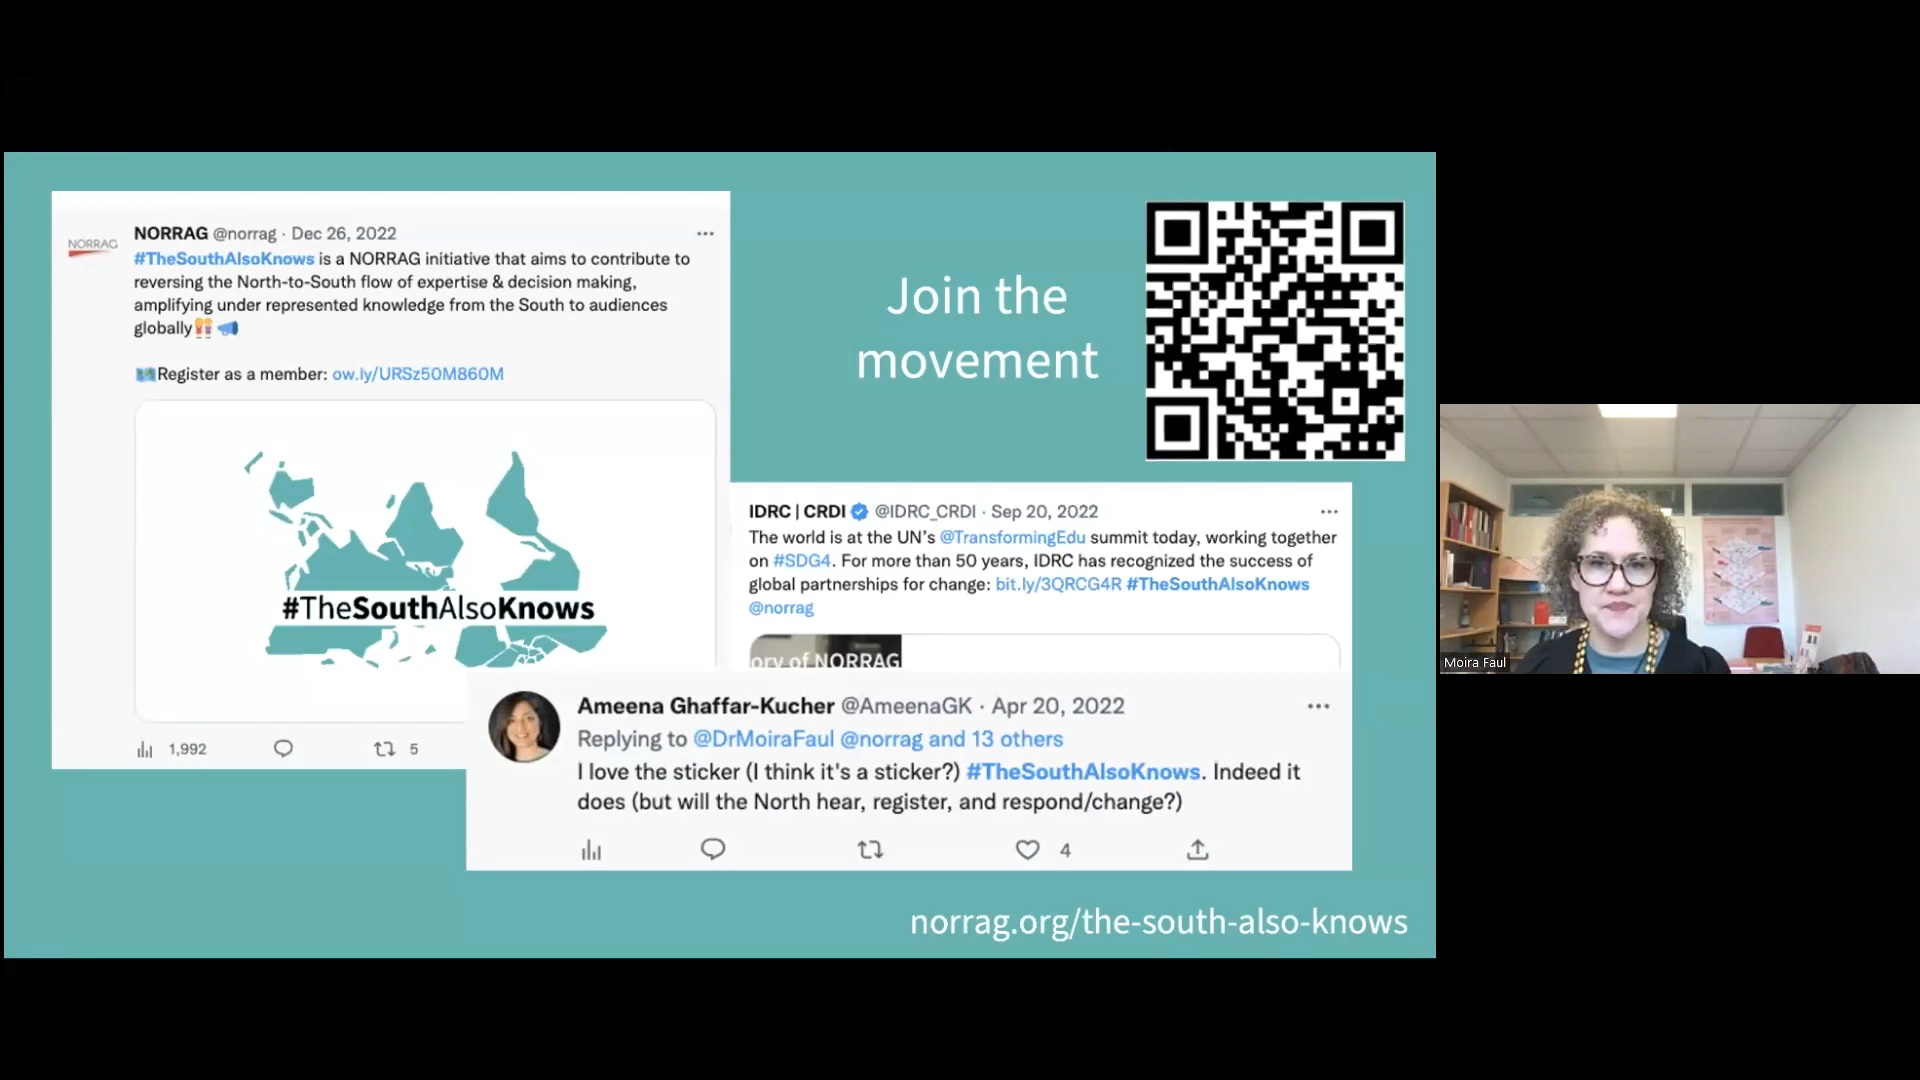 NORRAG
NORRAG @norrag · Dec 26, 2022
#TheSouthAlsoKnows is a NORRAG initiative that aims to contribute to
reversing the North-to-South flow of expertise & decision making,
amplifying under represented knowledge from the South to audiences
globally
Register as a member: ow.ly/URSz50M860M
#TheSouthAlsoKnows
1,992
5
Join the
movement
IDRC | CRDI @IDRC_CRDI · Sep 20, 2022
The world is at the UN's @TransformingEdu summit today, working together
on #SDG4. For more than 50 years, IDRC has recognized the success of
global partnerships for change: bit.ly/3QRCG4R #TheSouthAlsoKnows
@norrag
ory of NORRAG
Ameena Ghaffar-Kucher @AmeenaGK · Apr 20, 2022
Replying to @DrMoiraFaul @norrag and 13 others
I love the sticker (I think it's a sticker?) #TheSouthAlsoKnows. Indeed it
does (but will the North hear, register, and respond/change?)
4
norrag.org/the-south-also-knows
Moira Faul